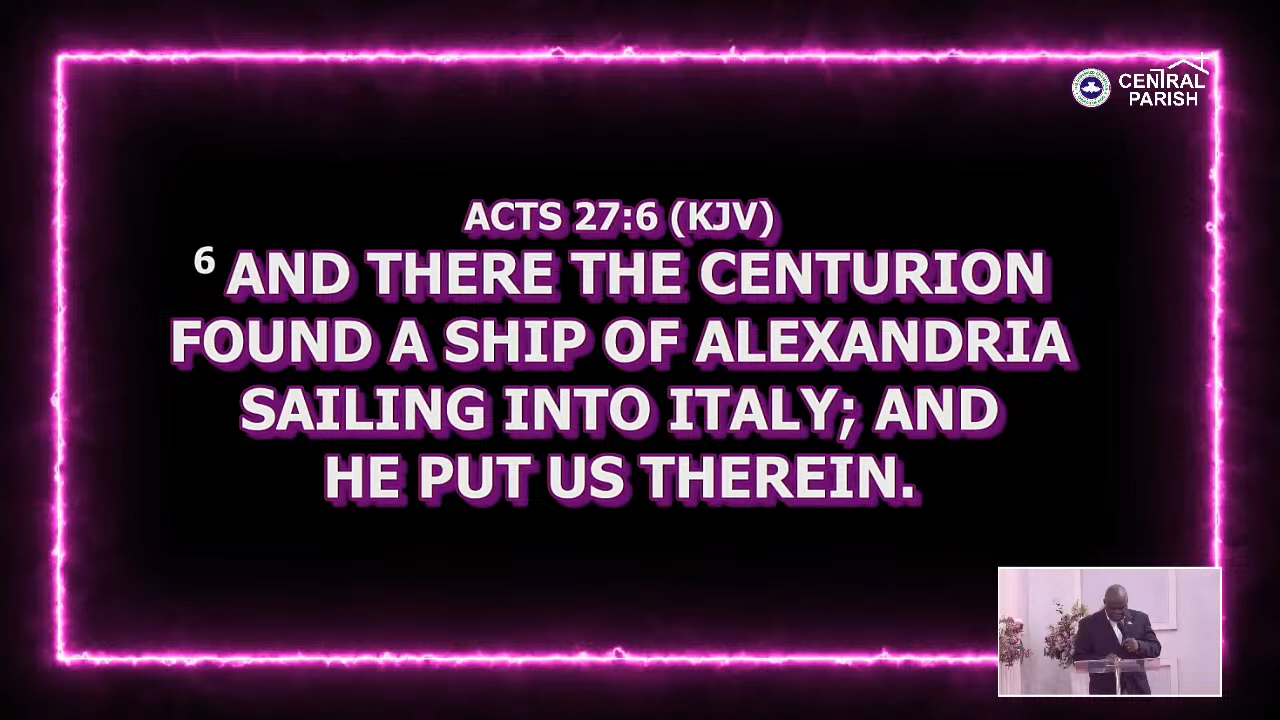 CENTRAL
PARISH
ACTS 27:6 (KJV)
6 AND THERE THE CENTURION
FOUND A SHIP OF ALEXANDRIA
SAILING INTO ITALY; AND
HE PUT US THEREIN.